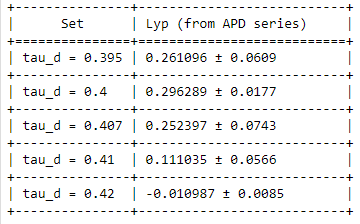 +---------------+--------------------------+
| Set | Lyp (from APD series) |
+===============+==========================+
| tau_d = 0.395 | 0.261096 ± 0.0609 |
+---------------+--------------------------+
| tau_d = 0.4 | 0.296289 ± 0.0177 |
+---------------+--------------------------+
| tau_d = 0.407 | 0.252397 ± 0.0743 |
+---------------+--------------------------+
| tau_d = 0.41 | 0.111035 ± 0.0566 |
+---------------+--------------------------+
| tau_d = 0.42 | -0.010987 ± 0.0085 |
+---------------+--------------------------+